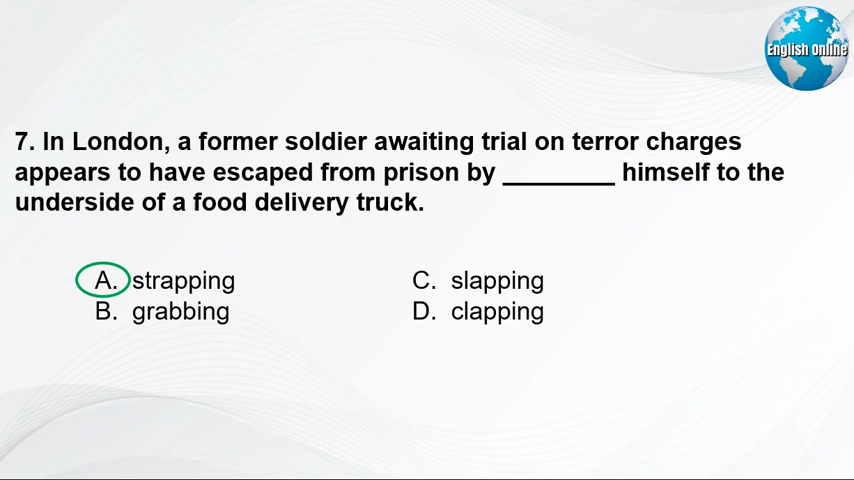 English Online
7. In London, a former soldier awaiting trial on terror charges
appears to have escaped from prison by ________ himself to the
underside of a food delivery truck.
A. strapping
B. grabbing
C. slapping
D. clapping